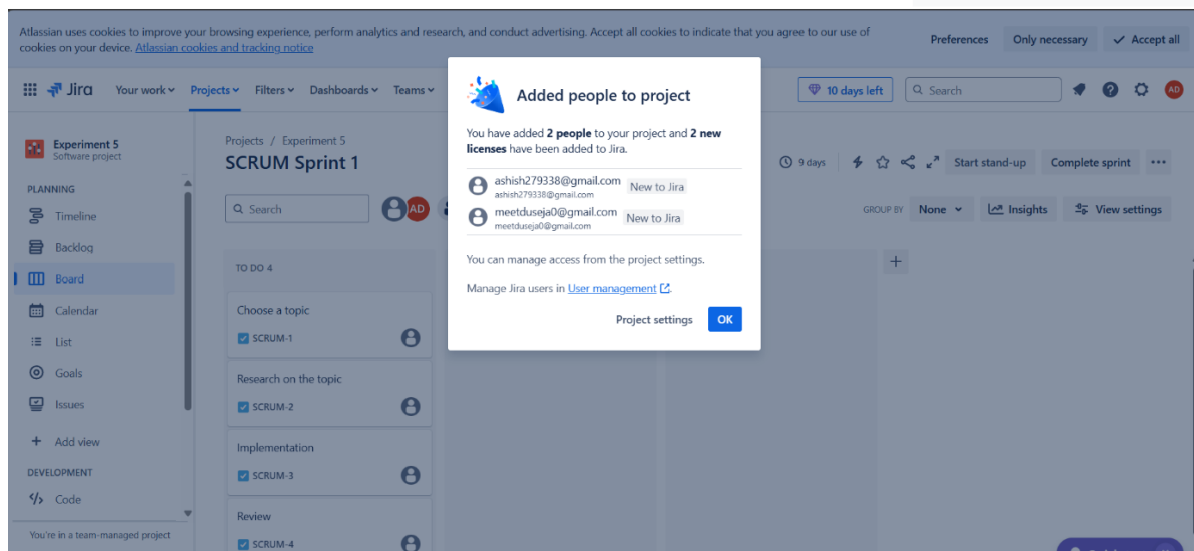 Atlassian uses cookies to improve your browsing experience, perform analytics and research, and conduct advertising. Accept all cookies to indicate that you agree to our use of
cookies on your device. Atlassian cookies and tracking notice
Preferences
Only necessary
Accept all
Jira
Your work
Projects
Filters
Dashboards
Teams
10 days left
Search
AD
Experiment 5
Software project
PLANNING
Timeline
Backlog
Board
Calendar
List
Goals
Issues
Add view
DEVELOPMENT
Code
You're in a team-managed project
Projects / Experiment 5
SCRUM Sprint 1
9 days
Start stand-up
Complete sprint
Search
AD
GROUP BY
None
Insights
View settings
TO DO 4
Choose a topic
SCRUM-1
Research on the topic
SCRUM-2
Implementation
SCRUM-3
Review
SCRUM-4
Added people to project
You have added 2 people to your project and 2 new
licenses have been added to Jira.
ashish279338@gmail.com
New to Jira
ashish279338@gmail.com
meetduseja0@gmail.com
New to Jira
meetduseja0@gmail.com
You can manage access from the project settings.
Manage Jira users in User management.
Project settings
OK